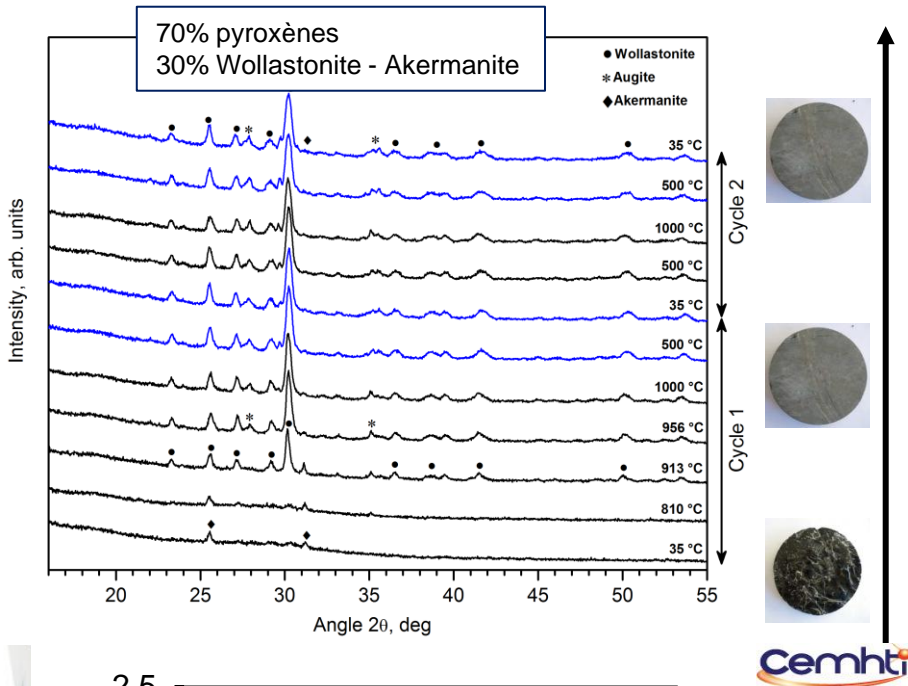 70% pyroxènes
30% Wollastonite - Akermanite
● Wollastonite
* Augite
◆ Akermanite
35 °C
500 °C
1000 °C
500 °C
35 °C
500 °C
1000 °C
956 °C
913 °C
810 °C
35 °C
Cycle 2
Cycle 1
Intensity, arb. units
20 25 30 35 40 45 50 55
Angle 2θ, deg
2.5
Cemhti